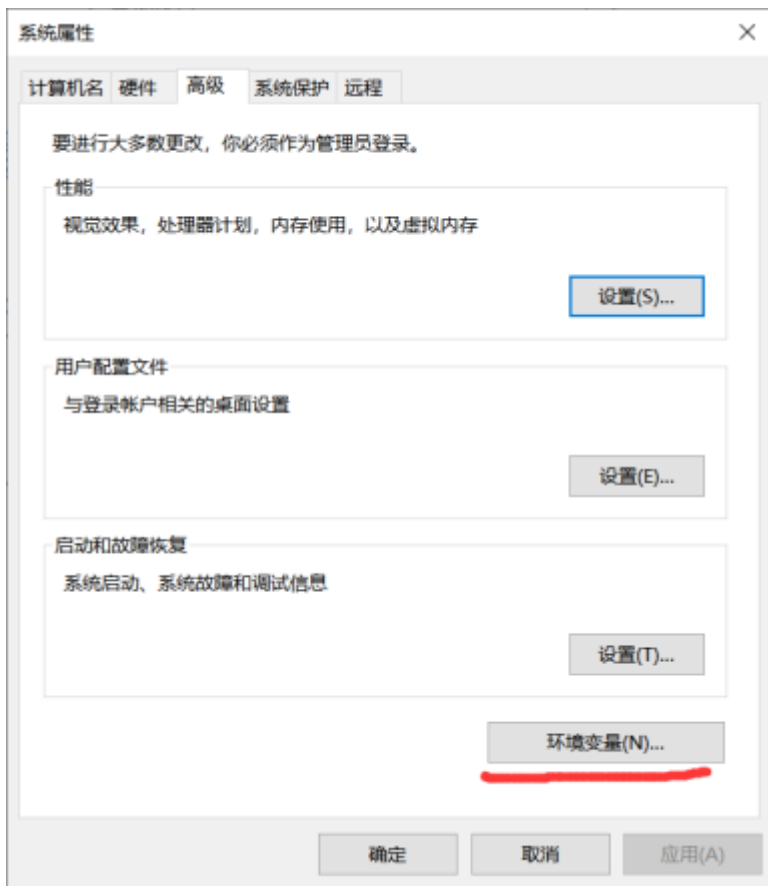 系统属性
计算机名 硬件 高级 系统保护 远程
要进行大多数更改，你必须作为管理员登录。
性能
视觉效果，处理器计划，内存使用，以及虚拟内存
设置(S)...
用户配置文件
与登录帐户相关的桌面设置
设置(E)...
启动和故障恢复
系统启动、系统故障和调试信息
设置(T)...
环境变量(N)...
确定 取消 应用(A)